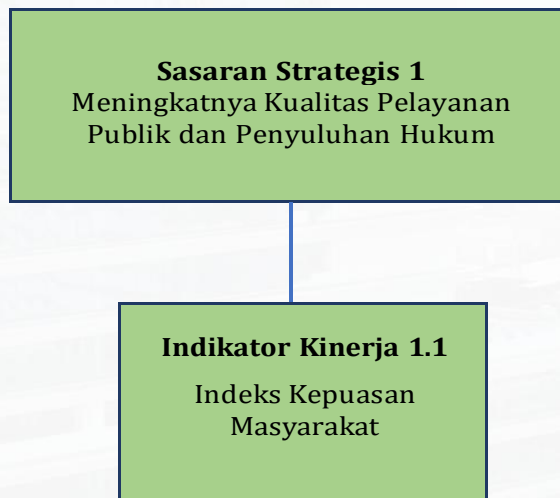 Sasaran Strategis 1
Meningkatnya Kualitas Pelayanan
Publik dan Penyuluhan Hukum
Indikator Kinerja 1.1
Indeks Kepuasan
Masyarakat